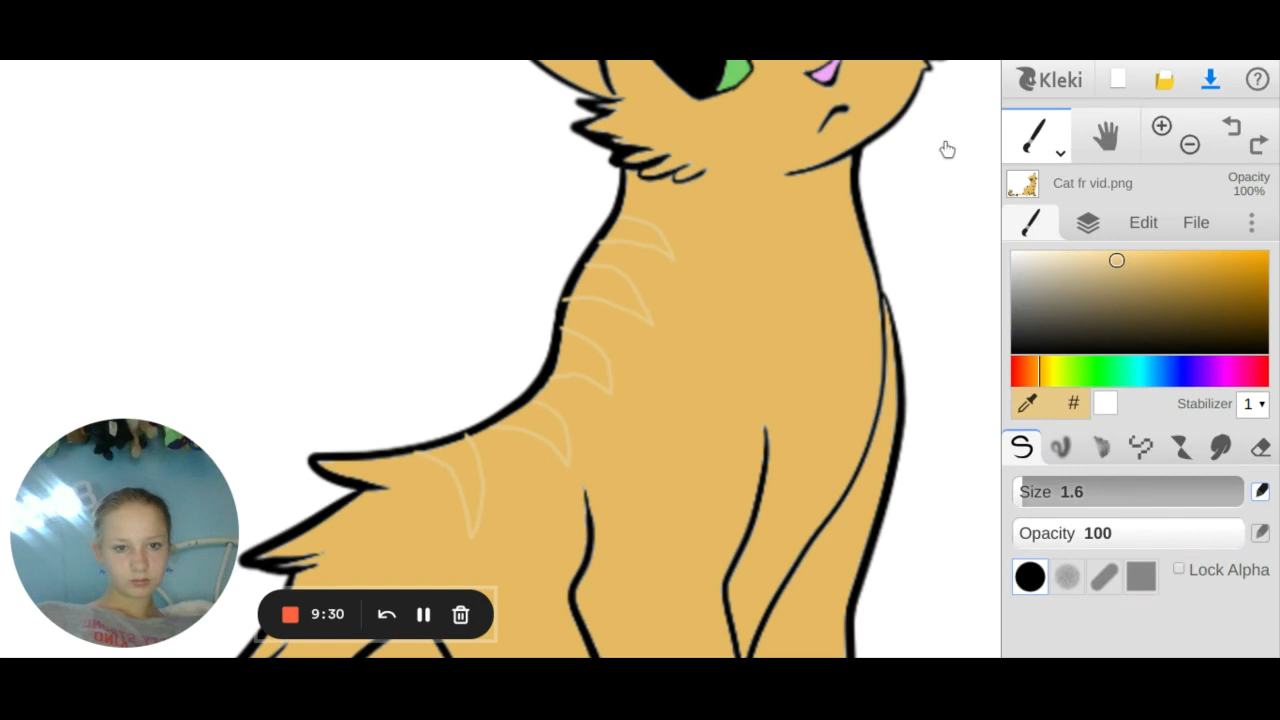 Kleki
Cat fr vid.png
Opacity
100%
Edit
File
#
Stabilizer 1
Size 1.6
Opacity 100
Lock Alpha
9:30